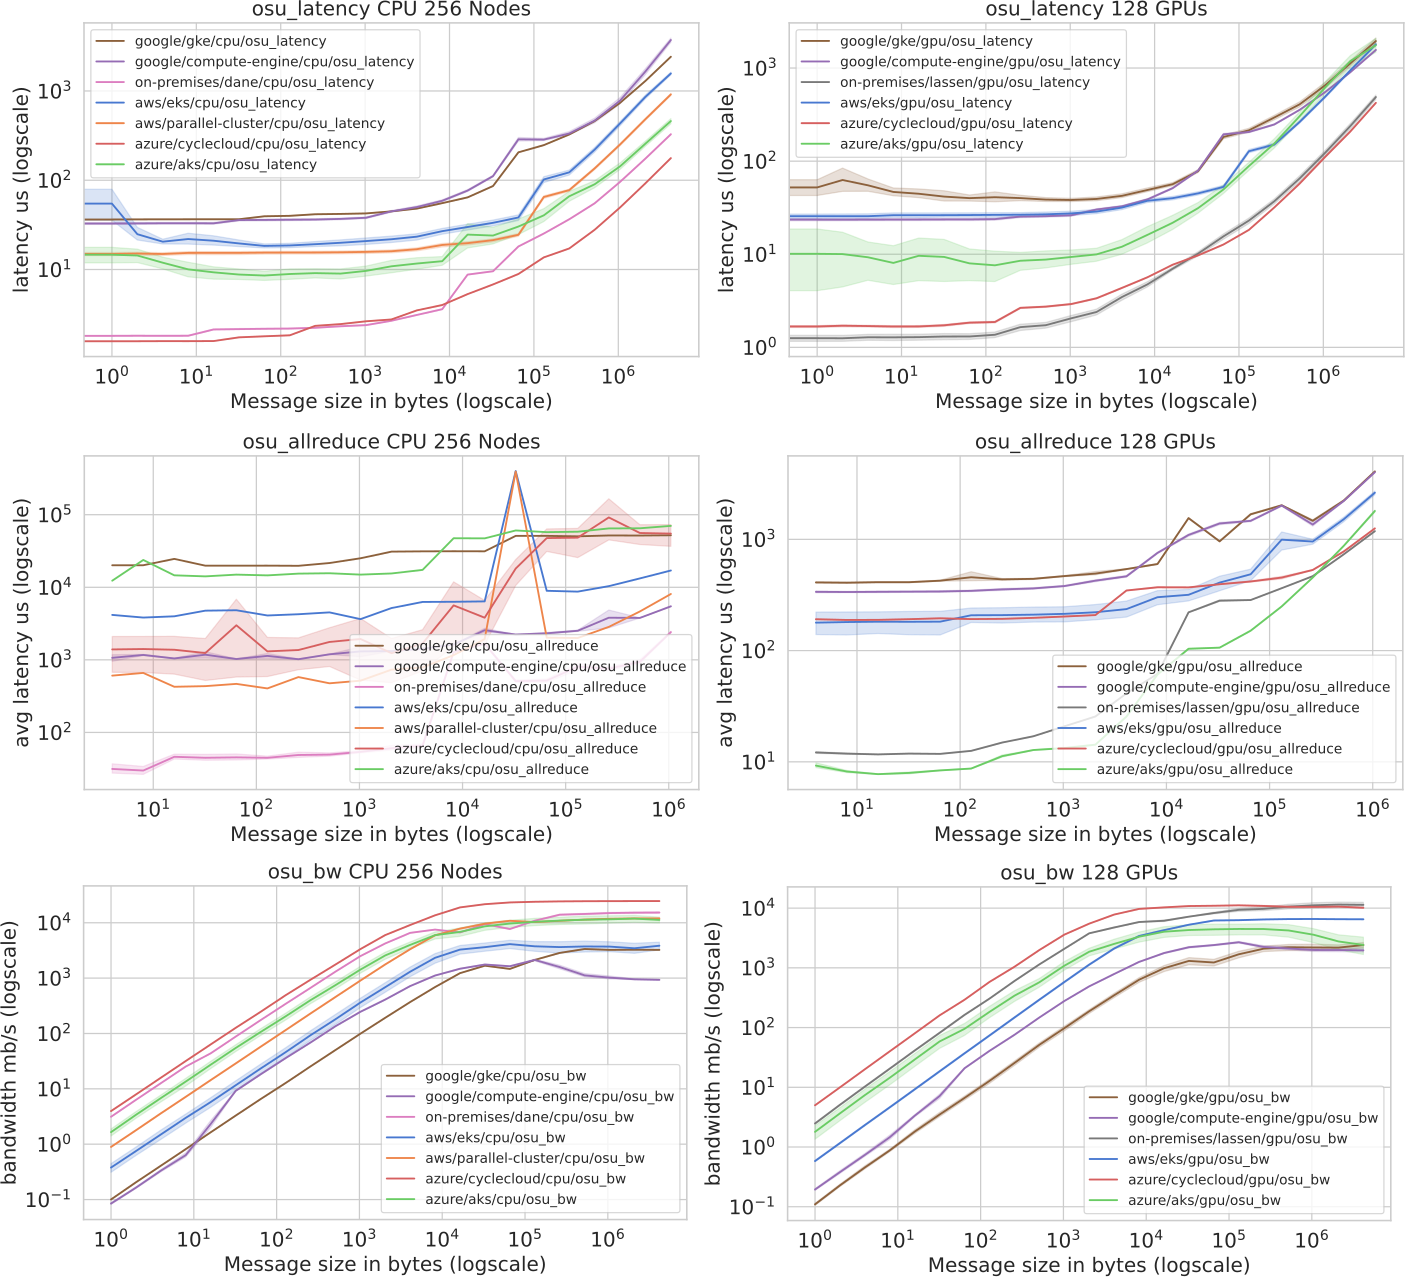 osu_latency CPU 256 Nodes
google/gke/cpu/osu_latency
google/compute-engine/cpu/osu_latency
on-premises/dane/cpu/osu_latency
aws/eks/cpu/osu_latency
aws/parallel-cluster/cpu/osu_latency
azure/cyclecloud/cpu/osu_latency
azure/aks/cpu/osu_latency
latency us (logscale)
10³
10²
10¹
10⁰ 10¹ 10² 10³ 10⁴ 10⁵ 10⁶
Message size in bytes (logscale)
osu_latency 128 GPUs
google/gke/gpu/osu_latency
google/compute-engine/gpu/osu_latency
on-premises/lassen/gpu/osu_latency
aws/eks/gpu/osu_latency
azure/cyclecloud/gpu/osu_latency
azure/aks/gpu/osu_latency
latency us (logscale)
10³
10²
10¹
10⁰
10⁰ 10¹ 10² 10³ 10⁴ 10⁵ 10⁶
Message size in bytes (logscale)
osu_allreduce CPU 256 Nodes
avg latency us (logscale)
10⁵
10⁴
10³
10²
google/gke/cpu/osu_allreduce
google/compute-engine/cpu/osu_allreduce
on-premises/dane/cpu/osu_allreduce
aws/eks/cpu/osu_allreduce
aws/parallel-cluster/cpu/osu_allreduce
azure/cyclecloud/cpu/osu_allreduce
azure/aks/cpu/osu_allreduce
10¹ 10² 10³ 10⁴ 10⁵ 10⁶
Message size in bytes (logscale)
osu_allreduce 128 GPUs
avg latency us (logscale)
10³
10²
10¹
google/gke/gpu/osu_allreduce
google/compute-engine/gpu/osu_allreduce
on-premises/lassen/gpu/osu_allreduce
aws/eks/gpu/osu_allreduce
azure/cyclecloud/gpu/osu_allreduce
azure/aks/gpu/osu_allreduce
10¹ 10² 10³ 10⁴ 10⁵ 10⁶
Message size in bytes (logscale)
osu_bw CPU 256 Nodes
bandwidth mb/s (logscale)
10⁴
10³
10²
10¹
10⁰
10⁻¹
google/gke/cpu/osu_bw
google/compute-engine/cpu/osu_bw
on-premises/dane/cpu/osu_bw
aws/eks/cpu/osu_bw
aws/parallel-cluster/cpu/osu_bw
azure/cyclecloud/cpu/osu_bw
azure/aks/cpu/osu_bw
10⁰ 10¹ 10² 10³ 10⁴ 10⁵ 10⁶
Message size in bytes (logscale)
osu_bw 128 GPUs
bandwidth mb/s (logscale)
10⁴
10³
10²
10¹
10⁰
10⁻¹
google/gke/gpu/osu_bw
google/compute-engine/gpu/osu_bw
on-premises/lassen/gpu/osu_bw
aws/eks/gpu/osu_bw
azure/cyclecloud/gpu/osu_bw
azure/aks/gpu/osu_bw
10⁰ 10¹ 10² 10³ 10⁴ 10⁵ 10⁶
Message size in bytes (logscale)